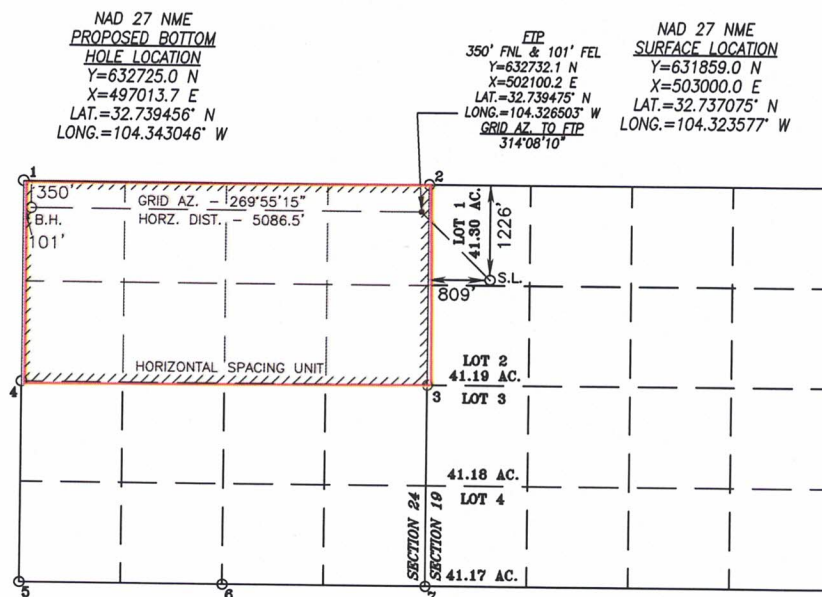 NAD 27 NME
PROPOSED BOTTOM
HOLE LOCATION
Y=632725.0 N
X=497013.7 E
LAT.=32.739456° N
LONG.=104.343046° W
FTP
350' FNL & 101' FEL
Y=632732.1 N
X=502100.2 E
LAT.=32.739475° N
LONG.=104.326503° W
GRID AZ. TO FTP
314°08'10"
NAD 27 NME
SURFACE LOCATION
Y=631859.0 N
X=503000.0 E
LAT.=32.737075° N
LONG.=104.323577° W
1
2
350'
GRID AZ. - 269°55'15"
B.H.
HORZ. DIST. - 5086.5'
101'
LOT 1
41.30 AC.
1226'
S.L.
809'
HORIZONTAL SPACING UNIT
LOT 2
41.19 AC.
4
3
LOT 3
41.18 AC.
LOT 4
SECTION 24
SECTION 19
41.17 AC.
5
6
7